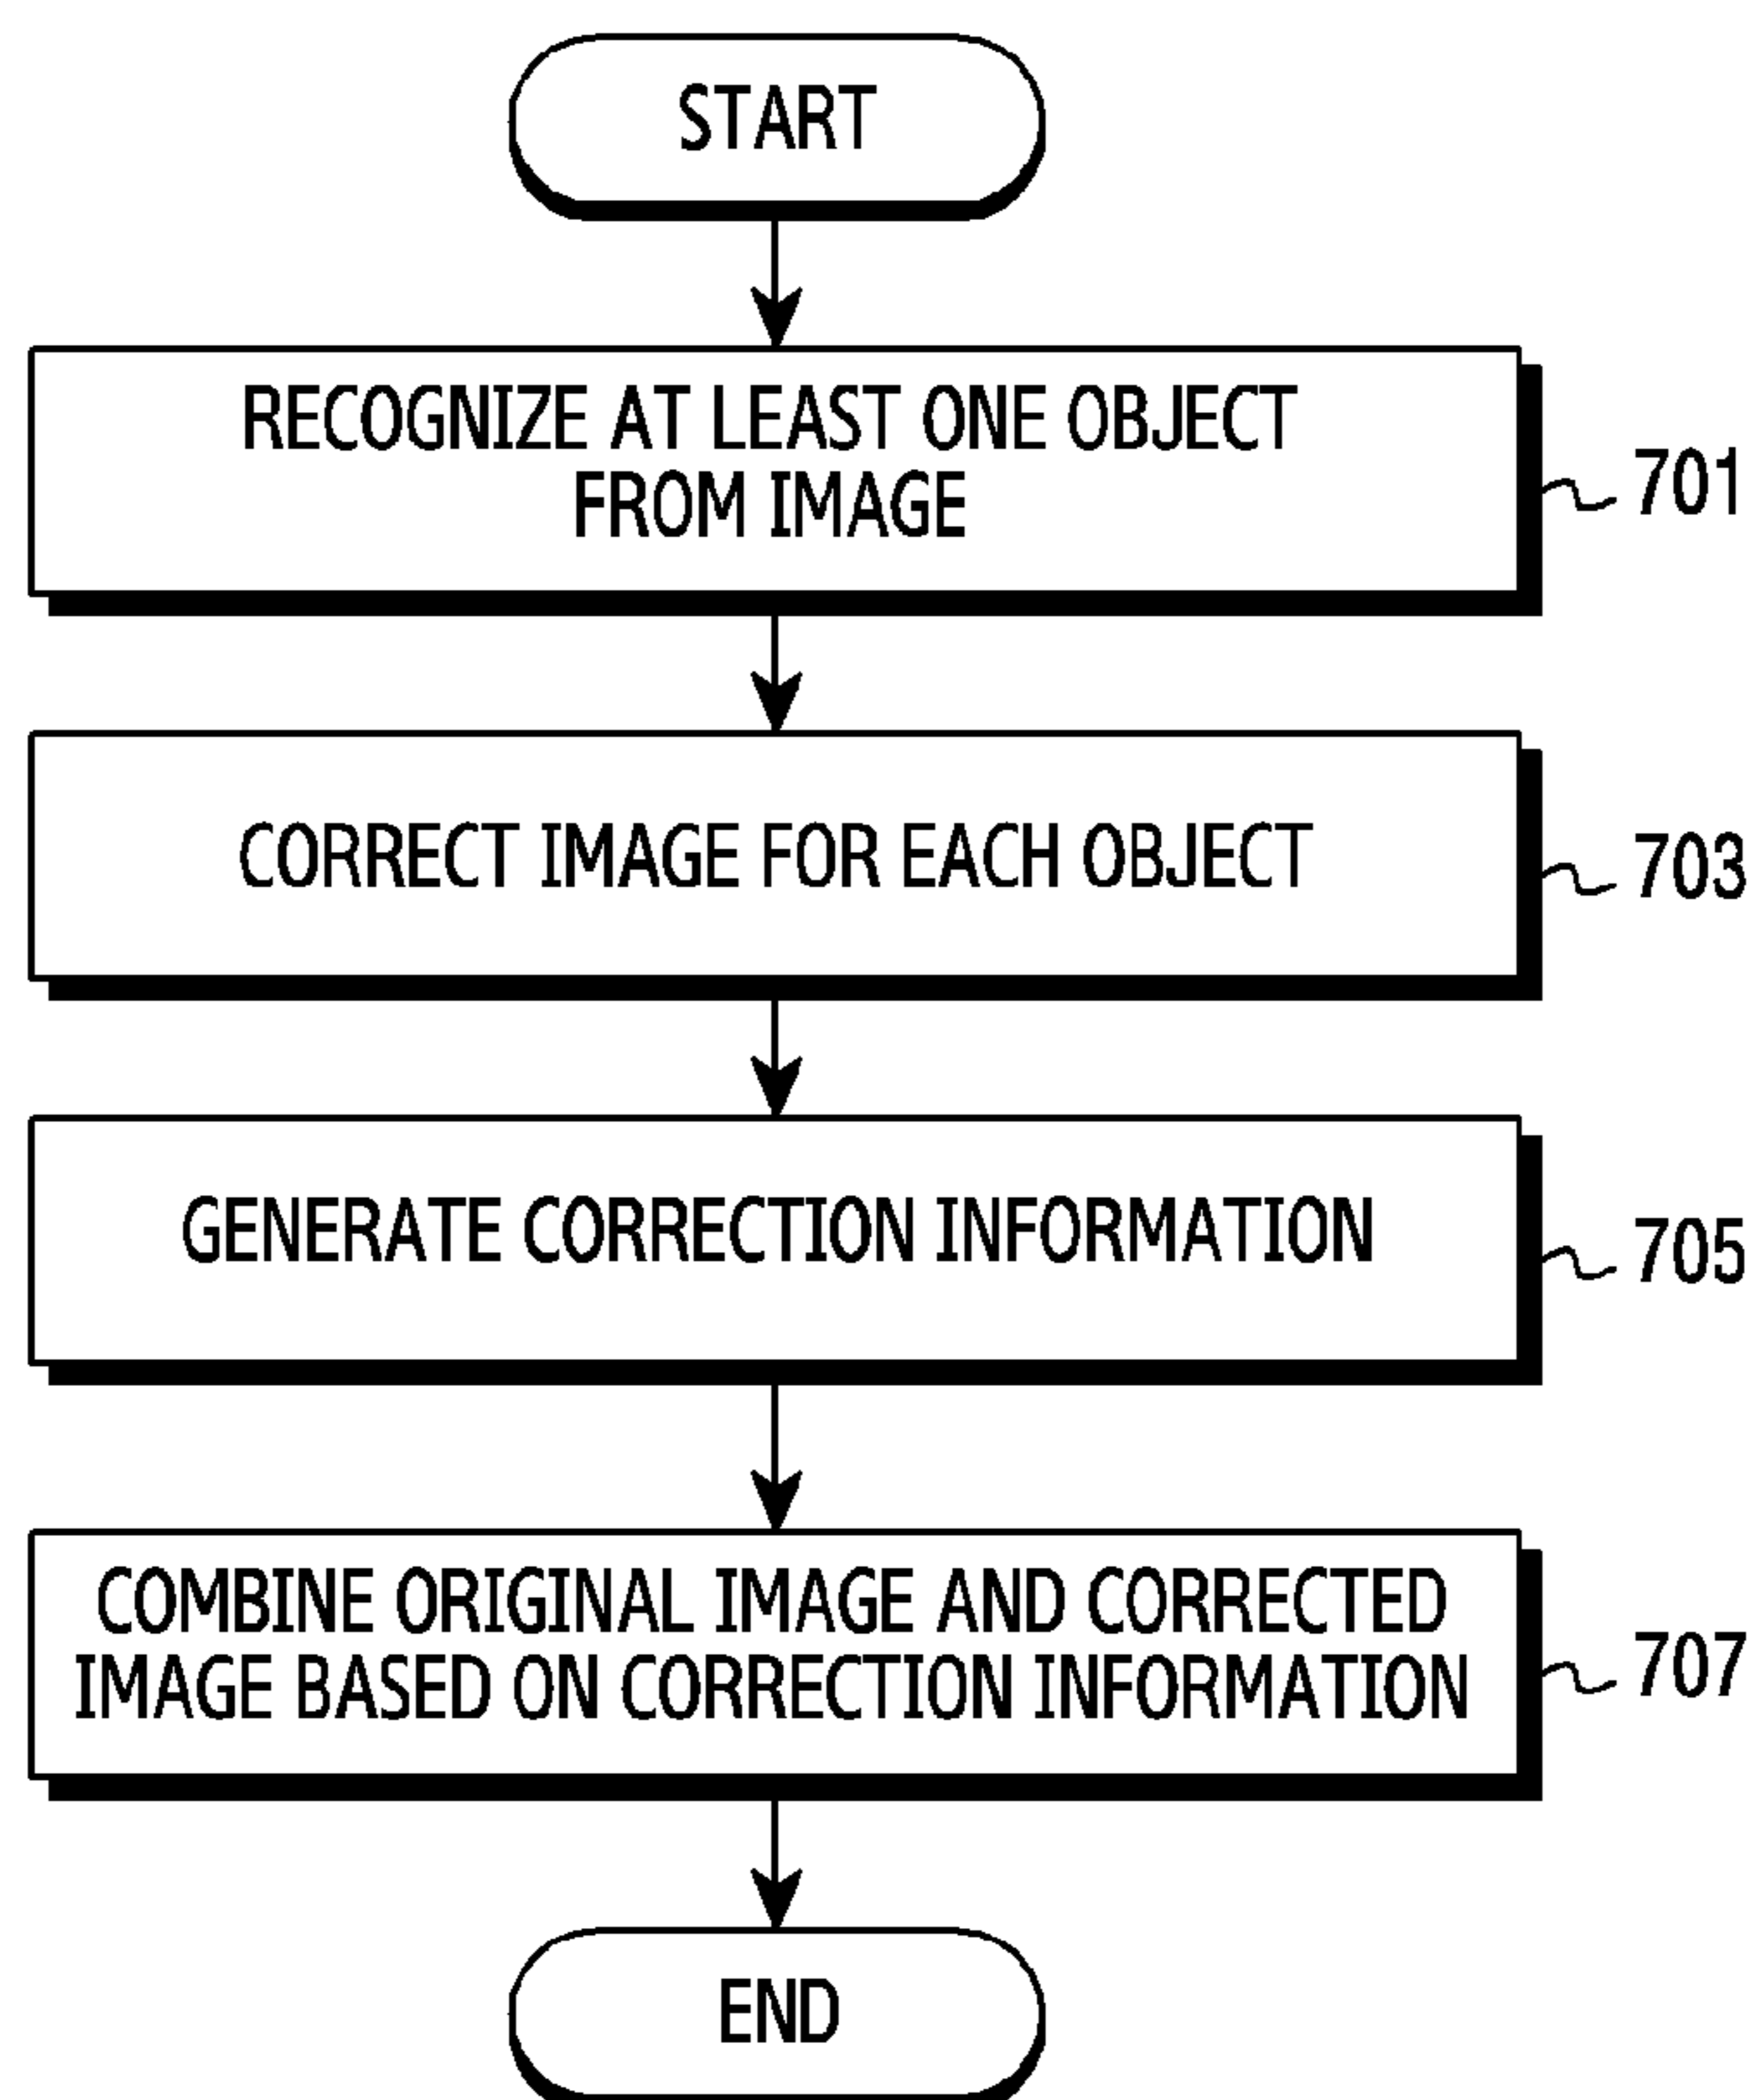 START
RECOGNIZE AT LEAST ONE OBJECT
FROM IMAGE
701
CORRECT IMAGE FOR EACH OBJECT
703
GENERATE CORRECTION INFORMATION
705
COMBINE ORIGINAL IMAGE AND CORRECTED
IMAGE BASED ON CORRECTION INFORMATION
707
END